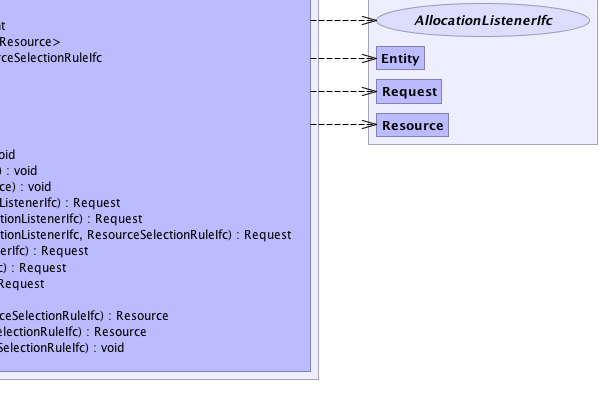 nt
Resource>
rceSelectionRuleIfc
oid
) : void
ce) : void
ListenerIfc) : Request
tionListenerIfc) : Request
tionListenerIfc, ResourceSelectionRuleIfc) : Request
erIfc) : Request
c) : Request
Request
ceSelectionRuleIfc) : Resource
electionRuleIfc) : Resource
SelectionRuleIfc) : void
AllocationListenerIfc
Entity
Request
Resource